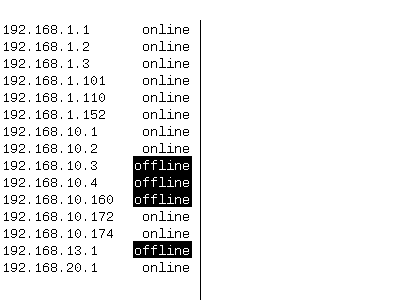 192.168.1.1 online
192.168.1.2 online
192.168.1.3 online
192.168.1.101 online
192.168.1.110 online
192.168.1.152 online
192.168.10.1 online
192.168.10.2 online
192.168.10.3 offline
192.168.10.4 offline
192.168.10.160 offline
192.168.10.172 online
192.168.10.174 online
192.168.13.1 offline
192.168.20.1 online